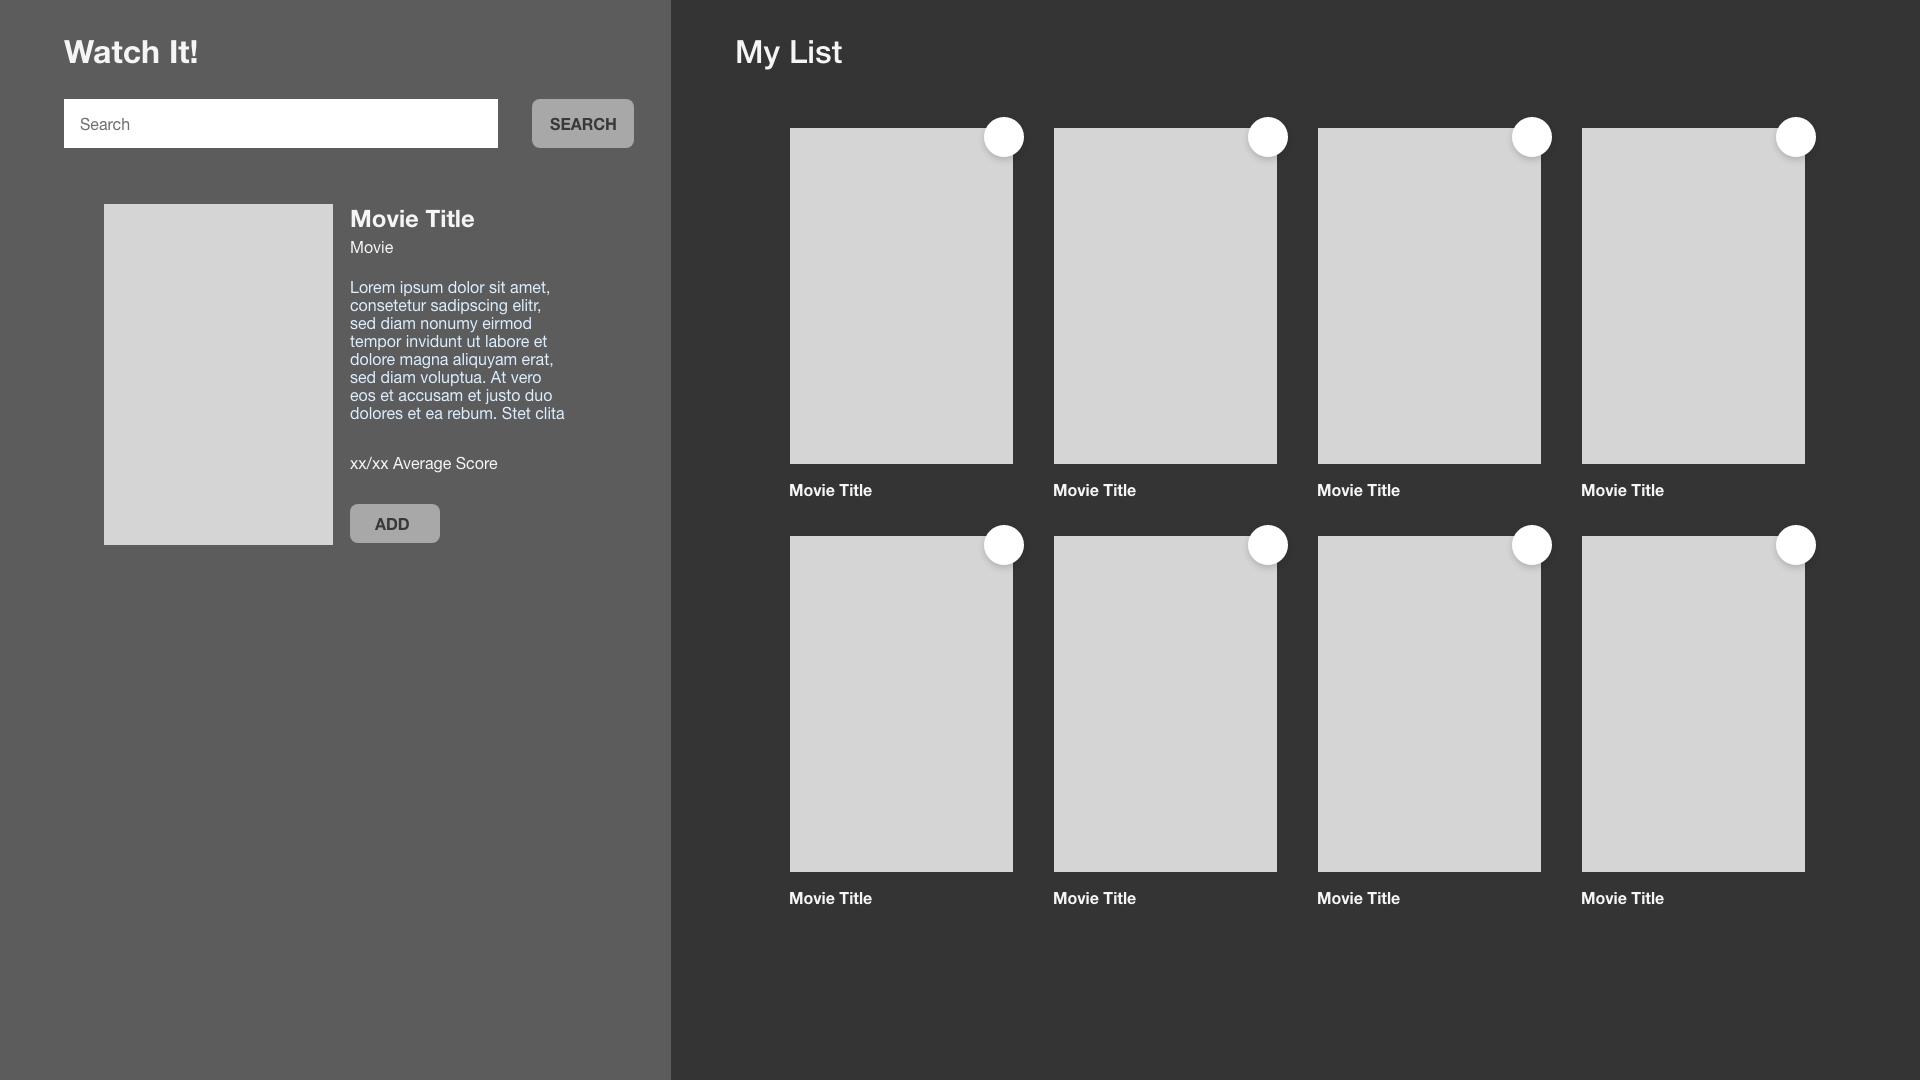 Watch It!
Search
SEARCH
Movie Title
Movie
Lorem ipsum dolor sit amet,
consetetur sadipscing elitr,
sed diam nonumy eirmod
tempor invidunt ut labore et
dolore magna aliquyam erat,
sed diam voluptua. At vero
eos et accusam et justo duo
dolores et ea rebum. Stet clita
xx/xx Average Score
ADD
My List
Movie Title
Movie Title
Movie Title
Movie Title
Movie Title
Movie Title
Movie Title
Movie Title